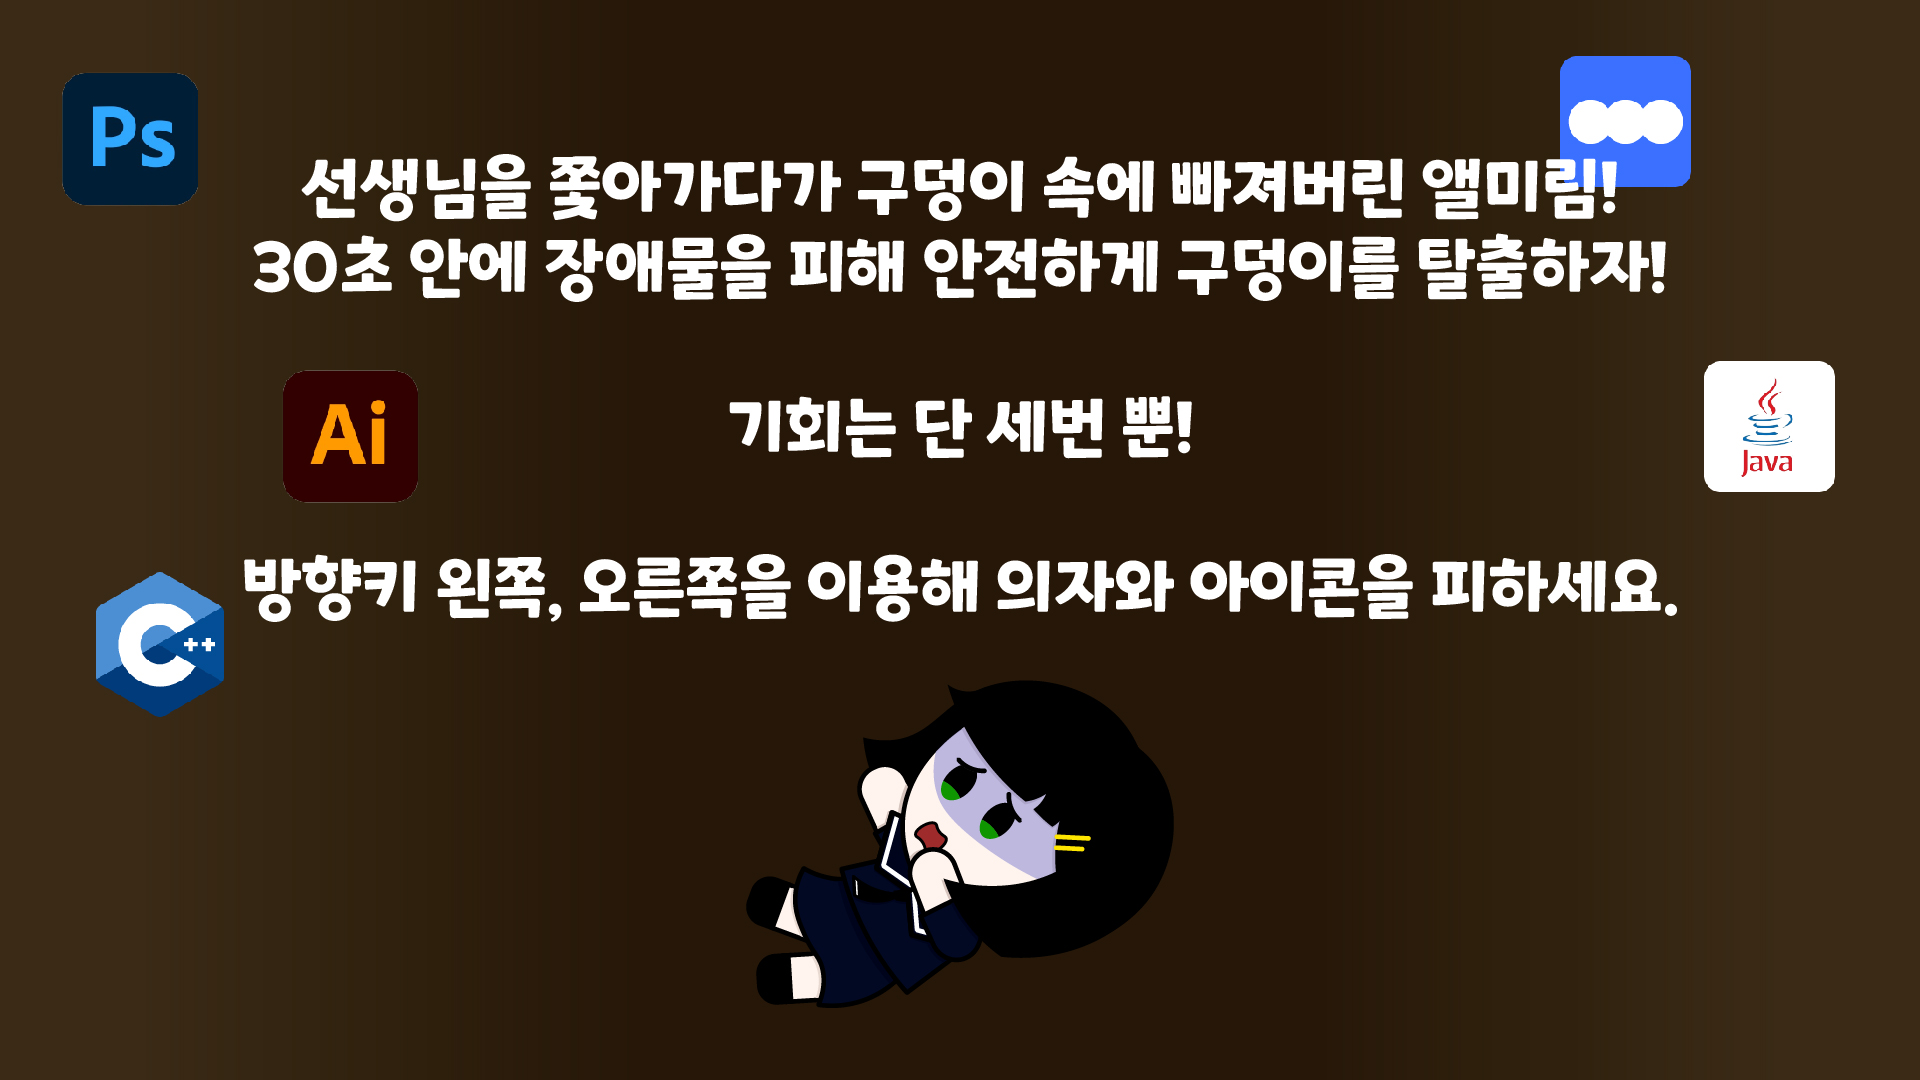 Ps
선생님을 쫓아가다가 구덩이 속에 빠져버린 앨미림!
30초 안에 장애물을 피해 안전하게 구덩이를 탈출하자!
Ai
기회는 단 세번 뿐!
Java
방향키 왼쪽, 오른쪽을 이용해 의자와 아이콘을 피하세요.
C++